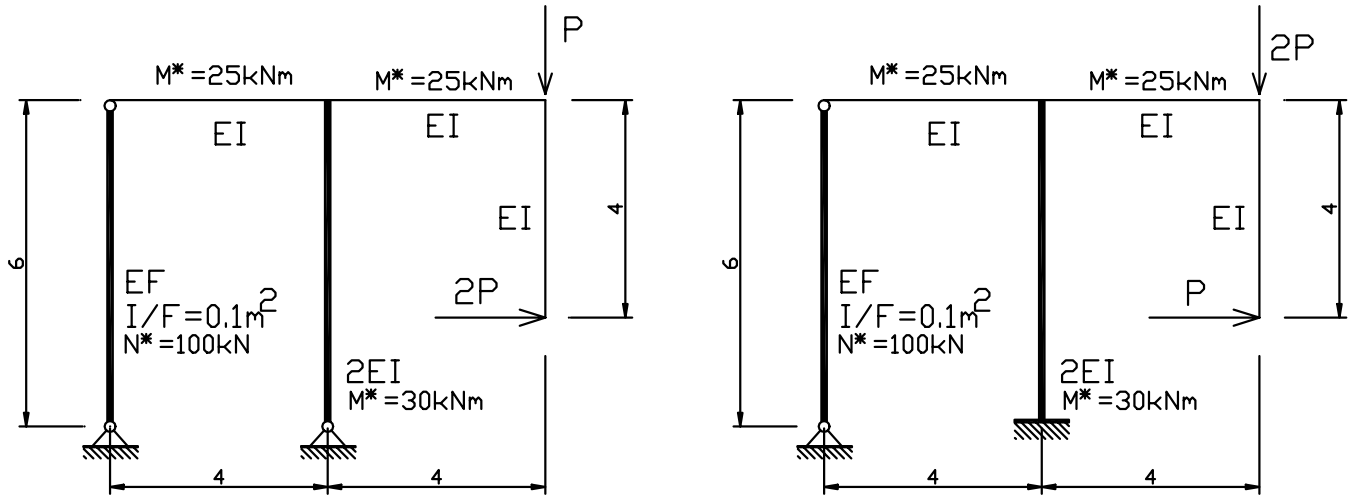 P
M* =25kNm
M* =25kNm
EI
EI
EI
4
6
EF
I/F=0.1m²
N* =100kN
2P
2EI
M* =30kNm
4
4
2P
M* =25kNm
M* =25kNm
EI
EI
EI
4
6
EF
I/F=0.1m²
N* =100kN
P
2EI
M* =30kNm
4
4